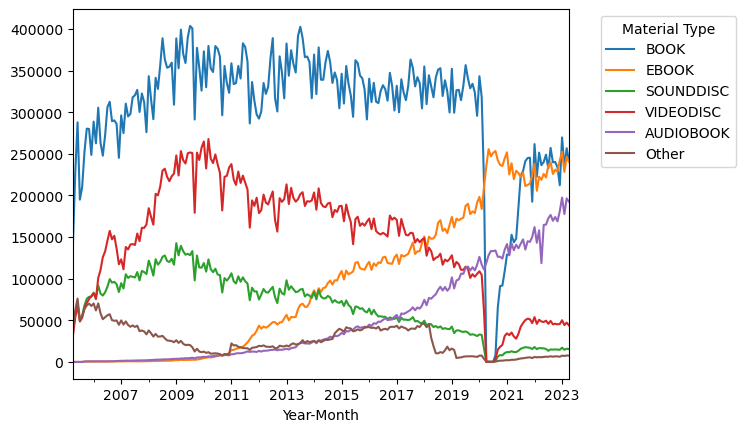 400000
350000
300000
250000
200000
150000
100000
50000
0
2007 2009 2011 2013 2015 2017 2019 2021 2023
Year-Month
Material Type
BOOK
EBOOK
SOUNDDISC
VIDEODISC
AUDIOBOOK
Other